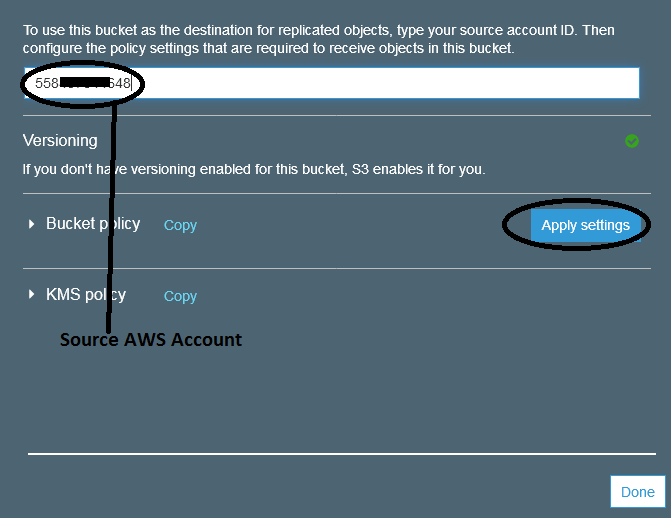 To use this bucket as the destination for replicated objects, type your source account ID. Then
configure the policy settings that are required to receive objects in this bucket.
558 648
Versioning
If you don't have versioning enabled for this bucket, S3 enables it for you.
Bucket policy Copy Apply settings
KMS policy Copy
Source AWS Account
Done